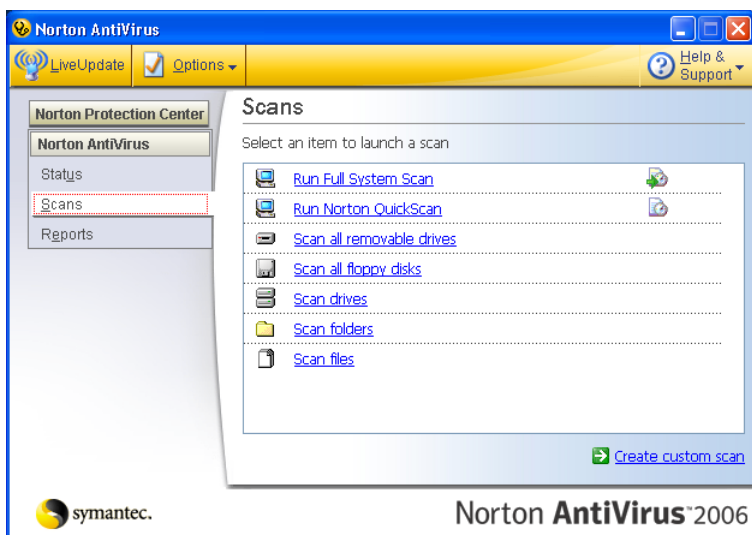 Norton AntiVirus
LiveUpdate
Options
Help &
Support
Norton Protection Center
Norton AntiVirus
Status
Scans
Reports
Scans
Select an item to launch a scan
Run Full System Scan
Run Norton QuickScan
Scan all removable drives
Scan all floppy disks
Scan drives
Scan folders
Scan files
Create custom scan
symantec.
Norton AntiVirus™2006